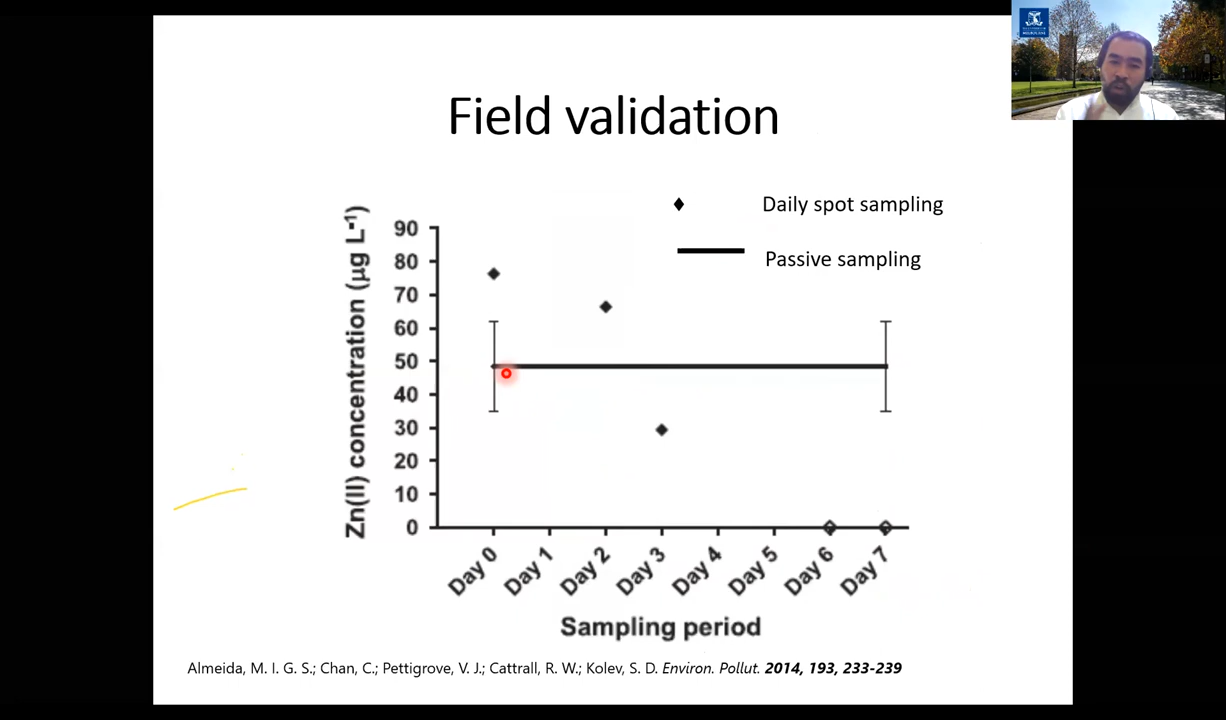 Field validation
Daily spot sampling
Passive sampling
Zn(II) concentration (µg L⁻¹)
90
80
70
60
50
40
30
20
10
0
Day 0
Day 1
Day 2
Day 3
Day 4
Day 5
Day 6
Day 7
Sampling period
Almeida, M. I. G. S.; Chan, C.; Pettigrove, V. J.; Cattrall, R. W.; Kolev, S. D. Environ. Pollut. 2014, 193, 233-239
MELBOURNE